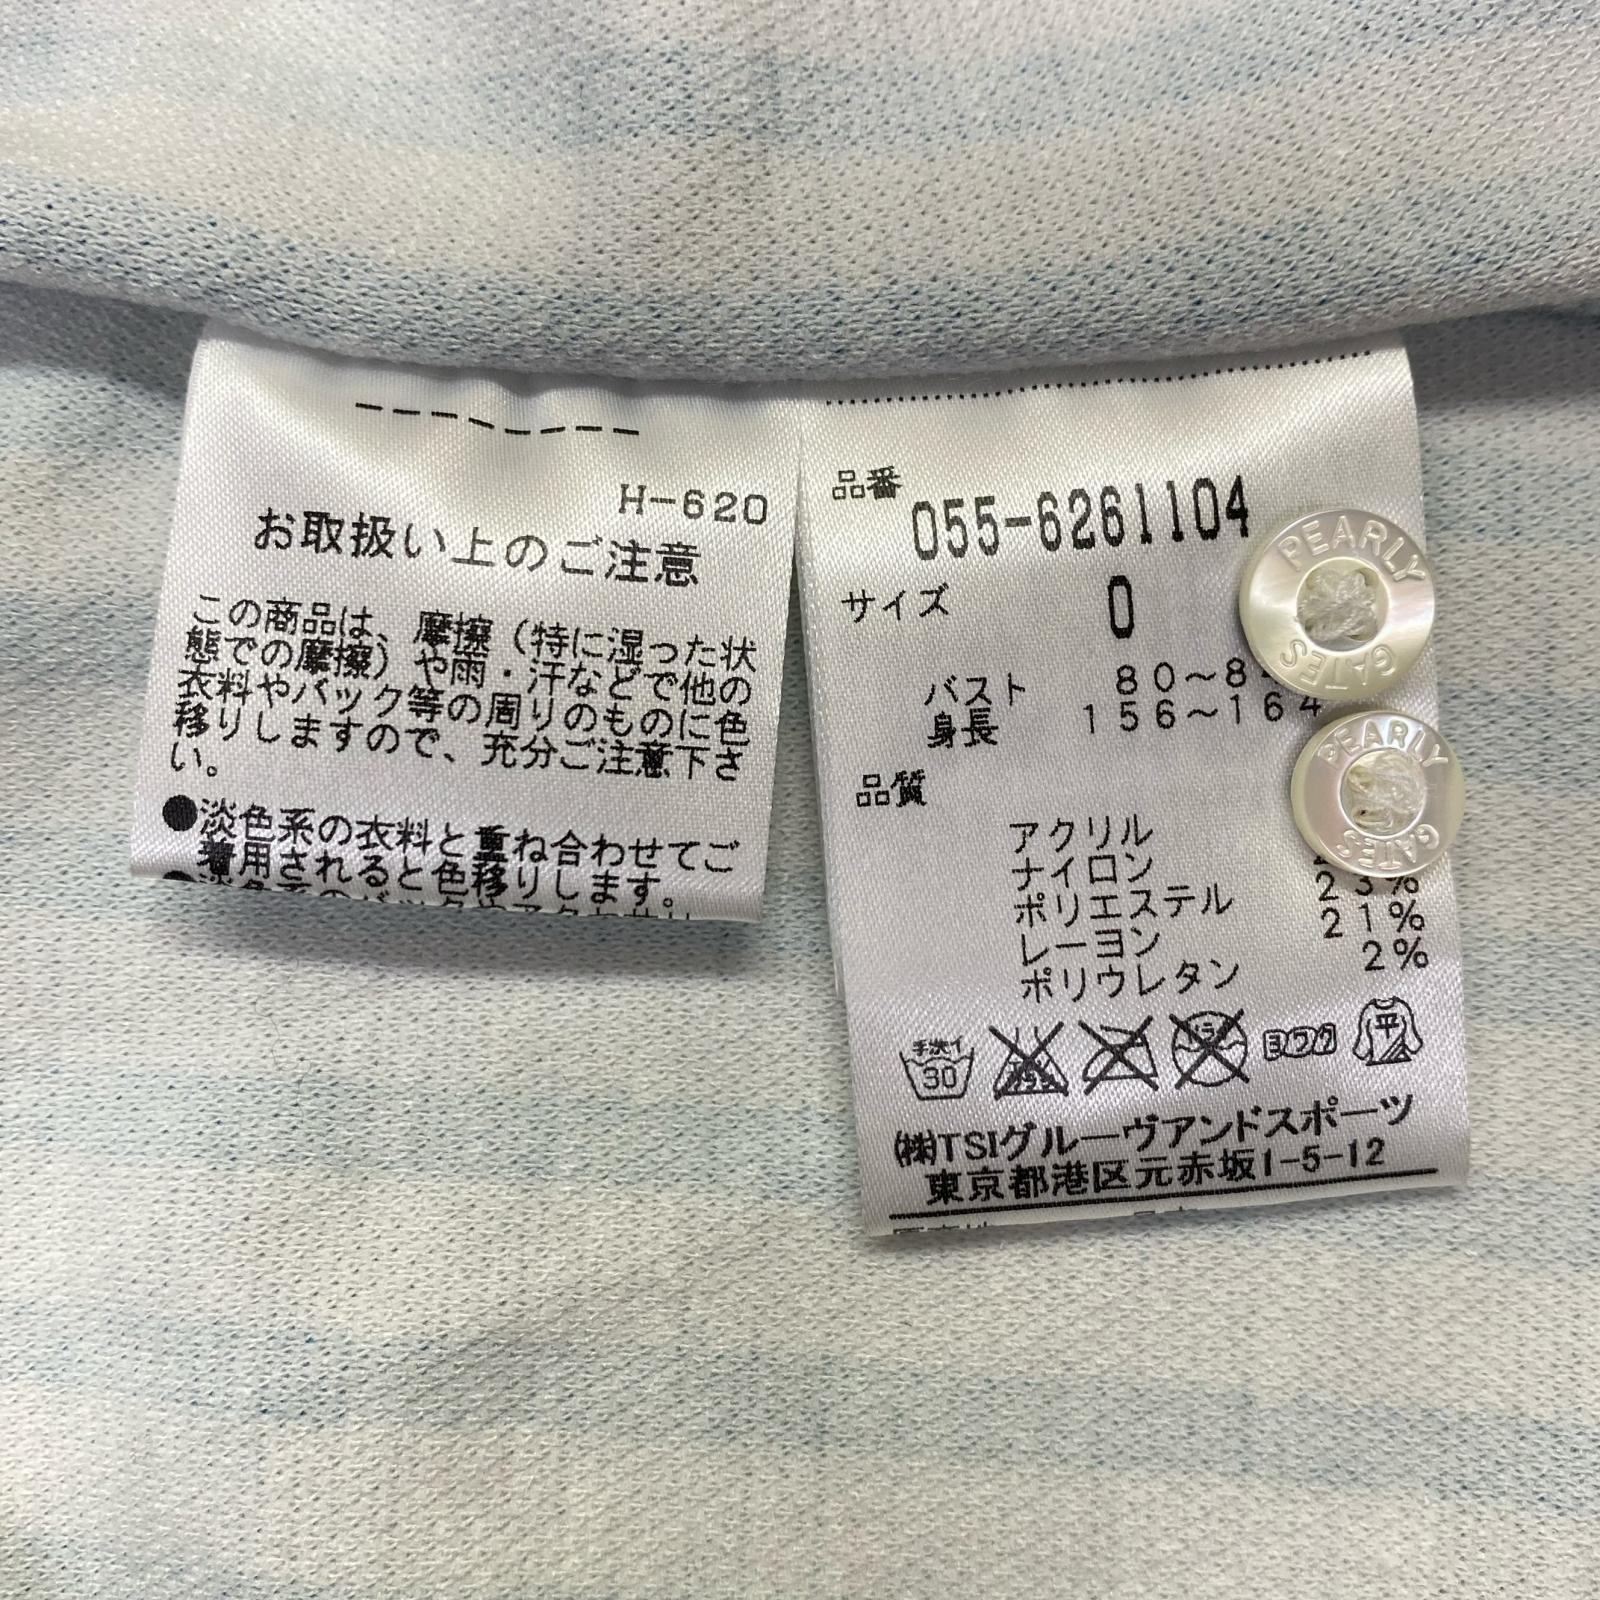 H-620
お取扱い上のご注意
この商品は、摩擦（特に湿った状
態での摩擦）や雨・汗などで他の
衣料やバック等の周りのものに色
移りしますので、充分ご注意下さ
い。
●淡色系の衣料と重ね合わせてご
着用されると色移りします。
品番 055-6261104
サイズ 0
バスト 80～8
身長 156～164
品質
アクリル
ナイロン
ポリエステル 23%
レーヨン 21%
ポリウレタン 2%
手洗イ 30
ヨワク
平
㈱TSIグルーヴアンドスポーツ
東京都港区元赤坂1-5-12
PEARLY GATES
PEARLY GATES